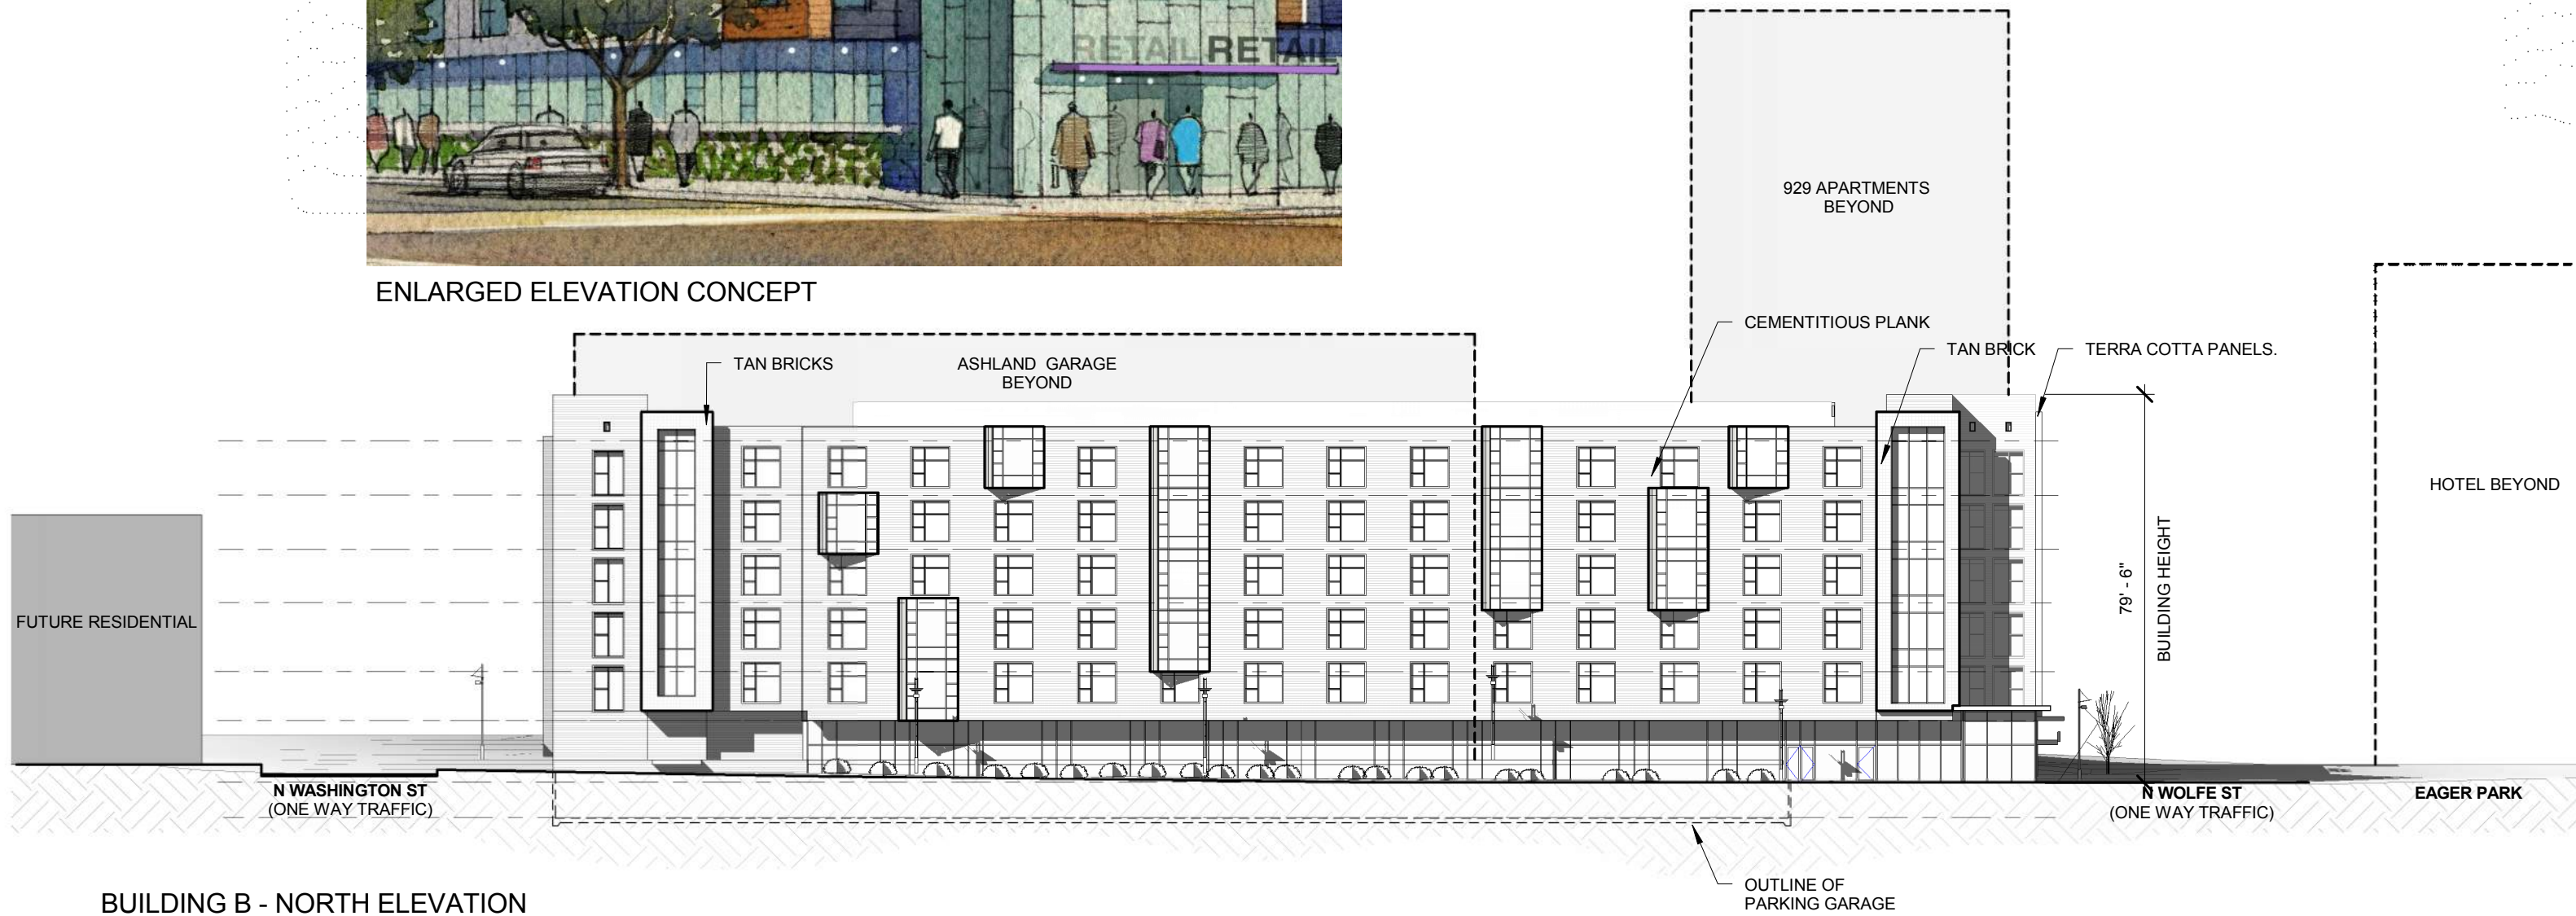 RETAIL RETAIL
ENLARGED ELEVATION CONCEPT
929 APARTMENTS
BEYOND
CEMENTITIOUS PLANK
TAN BRICK
TERRA COTTA PANELS.
TAN BRICKS
ASHLAND GARAGE
BEYOND
HOTEL BEYOND
79' - 6"
BUILDING HEIGHT
FUTURE RESIDENTIAL
N WASHINGTON ST
(ONE WAY TRAFFIC)
N WOLFE ST
(ONE WAY TRAFFIC)
EAGER PARK
OUTLINE OF
PARKING GARAGE
BUILDING B - NORTH ELEVATION